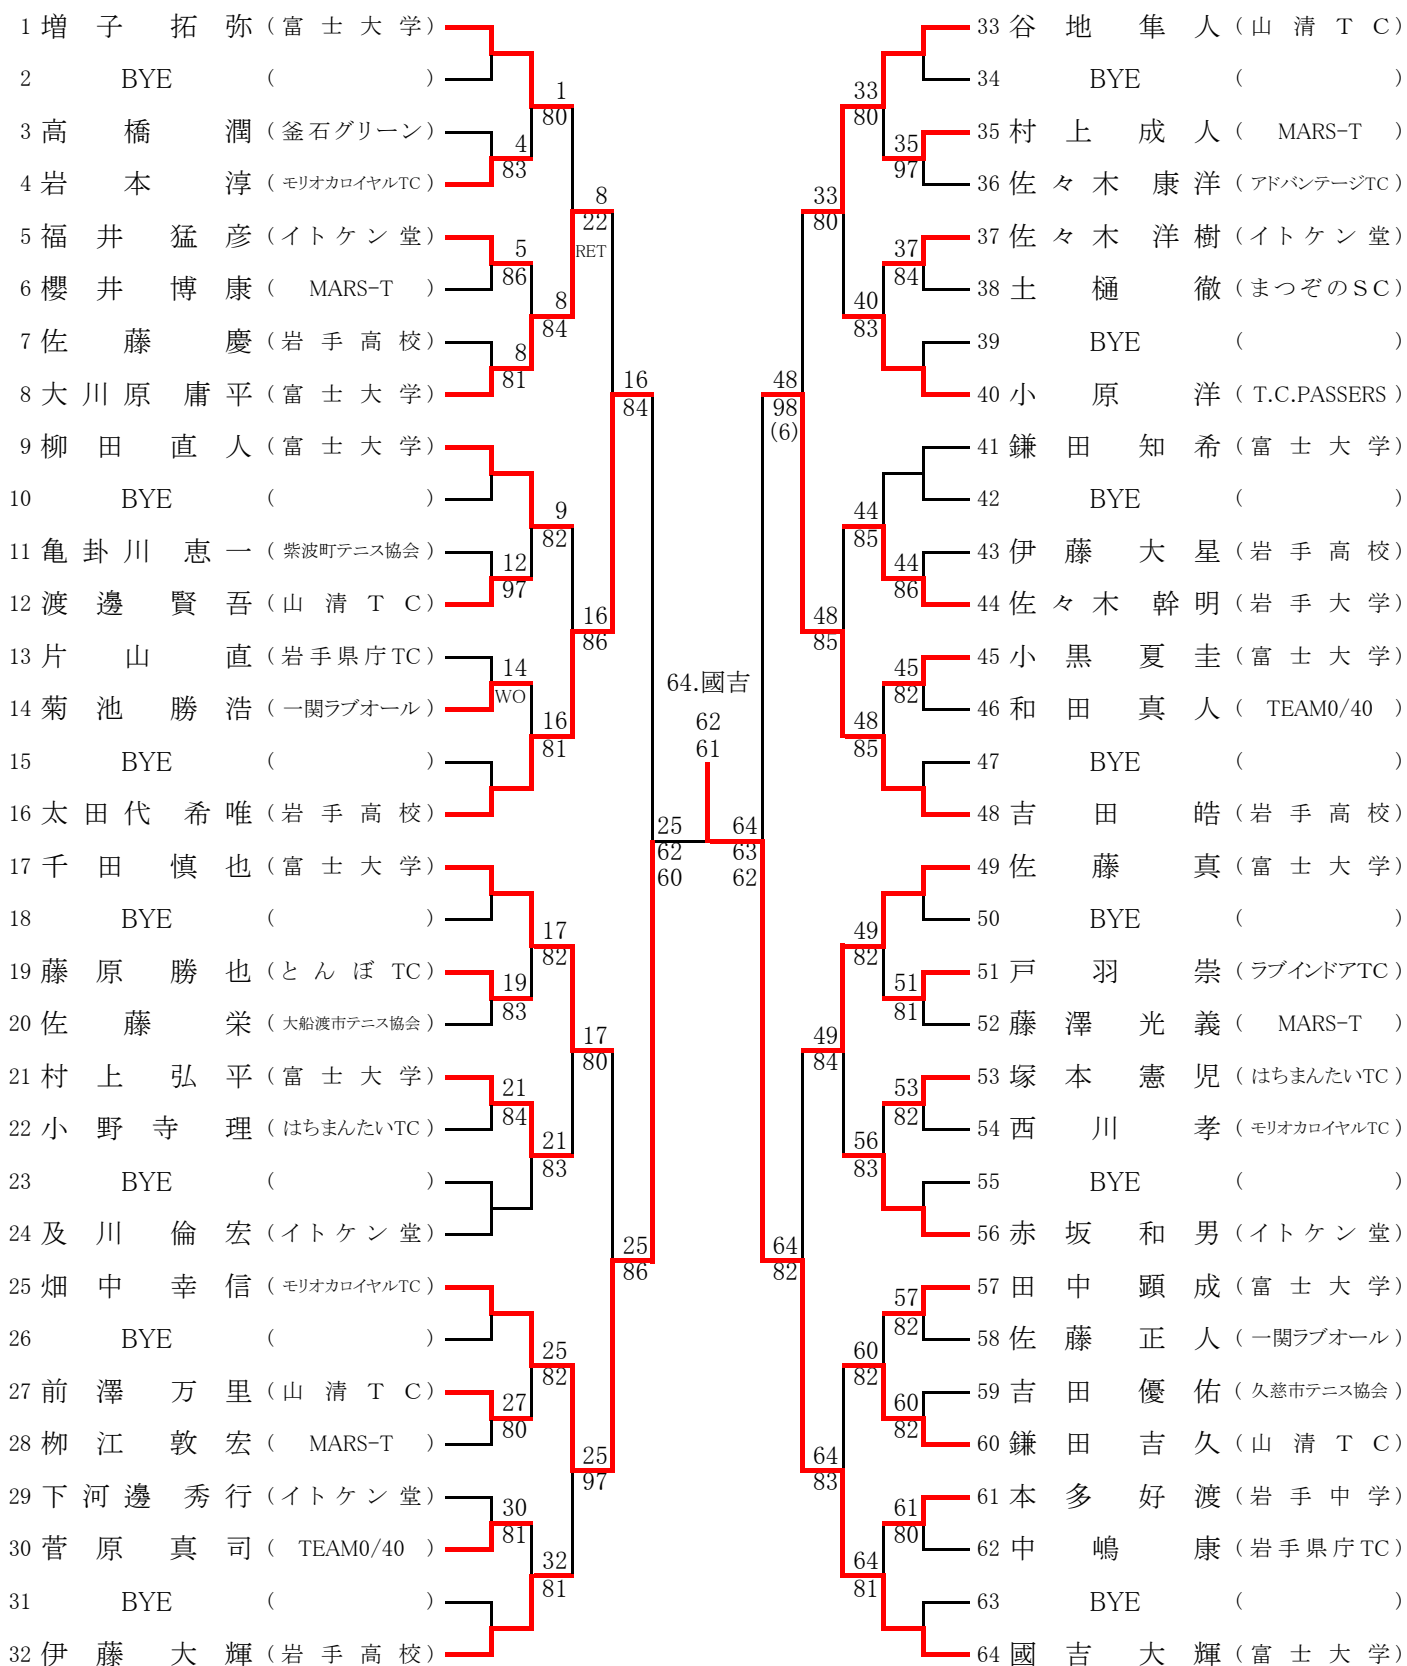 1 増子 拓弥 (富士大学)
2 BYE ( )
3 高橋 潤 (釜石グリーン)
4 岩本 淳 (モリオカロイヤルTC)
5 福井 猛彦 (イトケン堂)
6 櫻井 博康 (MARS-T)
7 佐藤 慶 (岩手高校)
8 大川原 庸平 (富士大学)
9 柳田 直人 (富士大学)
10 BYE ( )
11 亀卦川 恵一 (紫波町テニス協会)
12 渡邊 賢吾 (山清TC)
13 片山 直 (岩手県庁TC)
14 菊池 勝浩 (一関ラブオール)
15 BYE ( )
16 太田代 希唯 (岩手高校)
17 千田 慎也 (富士大学)
18 BYE ( )
19 藤原 勝也 (とんぼTC)
20 佐藤 栄 (大船渡市テニス協会)
21 村上 弘平 (富士大学)
22 小野寺 理 (はちまんたいTC)
23 BYE ( )
24 及川 倫宏 (イトケン堂)
25 畑中 幸信 (モリオカロイヤルTC)
26 BYE ( )
27 前澤 万里 (山清TC)
28 栁江 敦宏 (MARS-T)
29 下河邊 秀行 (イトケン堂)
30 菅原 真司 (TEAM0/40)
31 BYE ( )
32 伊藤 大輝 (岩手高校)
4
83
5
86
8
81
12
97
14
WO
19
83
21
84
27
80
30
81
1
80
8
84
9
82
16
81
17
82
21
83
25
82
32
81
8
22
RET
16
86
17
80
25
97
16
84
25
86
25
62
60
64.國吉
62
61
64
63
62
48
98
(6)
64
82
33
80
48
85
49
84
64
83
33
80
40
83
44
85
48
85
49
82
56
83
60
82
64
81
35
97
37
84
44
86
45
82
51
81
53
82
57
82
60
82
61
80
33 谷地 隼人 (山清TC)
34 BYE ( )
35 村上 成人 (MARS-T)
36 佐々木 康洋 (アドバンテージTC)
37 佐々木 洋樹 (イトケン堂)
38 土樋 徹 (まつぞのSC)
39 BYE ( )
40 小原 洋 (T.C.PASSERS)
41 鎌田 知希 (富士大学)
42 BYE ( )
43 伊藤 大星 (岩手高校)
44 佐々木 幹明 (岩手大学)
45 小黒 夏圭 (富士大学)
46 和田 真人 (TEAM0/40)
47 BYE ( )
48 吉田 皓 (岩手高校)
49 佐藤 真 (富士大学)
50 BYE ( )
51 戸羽 崇 (ラブインドアTC)
52 藤澤 光義 (MARS-T)
53 塚本 憲児 (はちまんたいTC)
54 西川 孝 (モリオカロイヤルTC)
55 BYE ( )
56 赤坂 和男 (イトケン堂)
57 田中 顕成 (富士大学)
58 佐藤 正人 (一関ラブオール)
59 吉田 優佑 (久慈市テニス協会)
60 鎌田 吉久 (山清TC)
61 本多 好渡 (岩手中学)
62 中嶋 康 (岩手県庁TC)
63 BYE ( )
64 國吉 大輝 (富士大学)